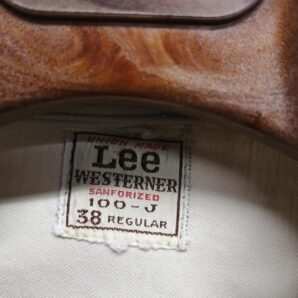 UNION MADE
Lee
WESTERNER
SANFORIZED
100-J
38 REGULAR